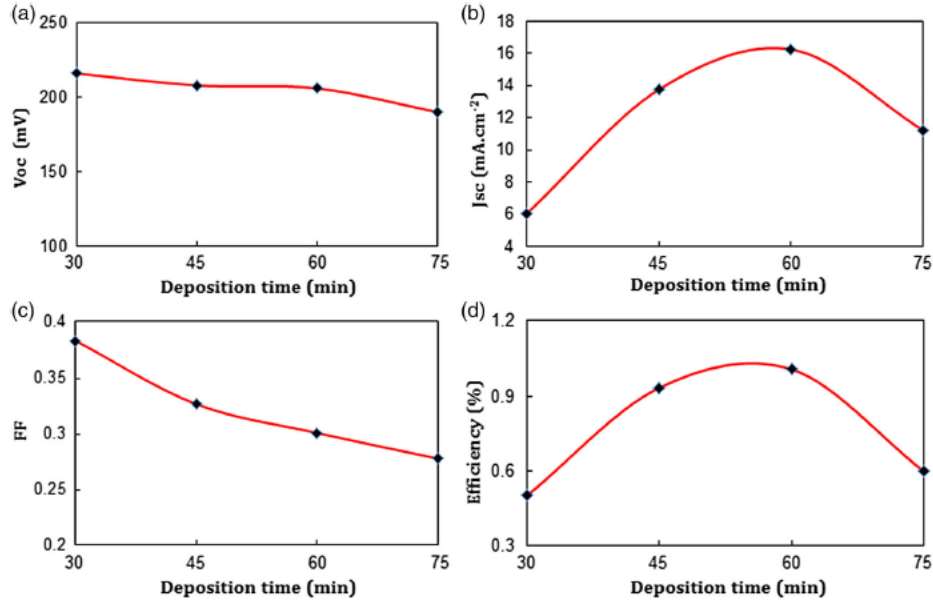 (a)
250
200
150
100
Voc (mV)
30 45 60 75
Deposition time (min)
(b)
18
16
14
12
10
8
6
4
Jsc (mA.cm-2)
30 45 60 75
Deposition time (min)
(c)
0.4
0.35
0.3
0.25
0.2
FF
30 45 60 75
Deposition time (min)
(d)
1.2
0.9
0.6
0.3
Efficiency (%)
30 45 60 75
Deposition time (min)